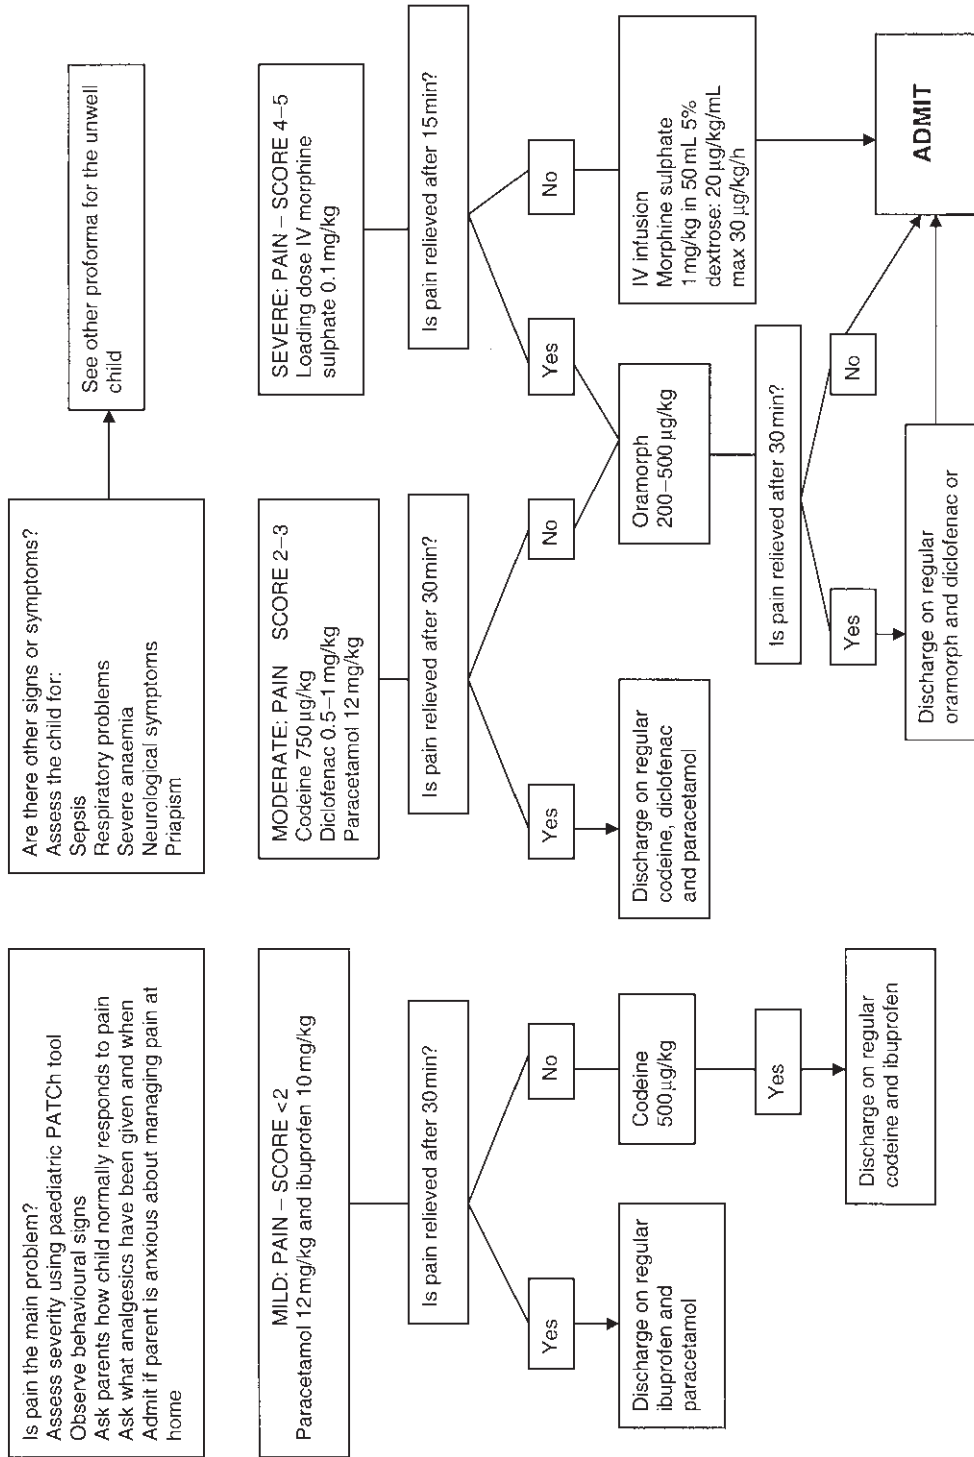 Is pain the main problem?
Assess severity using paediatric PATCh tool
Observe behavioural signs
Ask parents how child normally responds to pain
Ask what analgesics have been given and when
Admit if parent is anxious about managing pain at
home
Are there other signs or symptoms?
Assess the child for:
Sepsis
Respiratory problems
Severe anaemia
Neurological symptoms
Priapism
See other proforma for the unwell
child
MILD: PAIN – SCORE <2
Paracetamol 12 mg/kg and ibuprofen 10 mg/kg
Is pain relieved after 30 min?
Yes
No
Discharge on regular
ibuprofen and
paracetamol
Codeine
500 µg/kg
Yes
Discharge on regular
codeine and ibuprofen
MODERATE: PAIN SCORE 2–3
Codeine 750 µg/kg
Diclofenac 0.5–1 mg/kg
Paracetamol 12 mg/kg
Is pain relieved after 30 min?
Yes
No
Discharge on regular
codeine, diclofenac
and paracetamol
SEVERE: PAIN – SCORE 4–5
Loading dose IV morphine
sulphate 0.1 mg/kg
Is pain relieved after 15 min?
Yes
No
Oramorph
200–500 µg/kg
IV infusion
Morphine sulphate
1 mg/kg in 50 mL 5%
dextrose: 20 µg/kg/mL
max 30 µg/kg/h
Is pain relieved after 30 min?
Yes
No
Discharge on regular
oramorph and diclofenac or
ADMIT